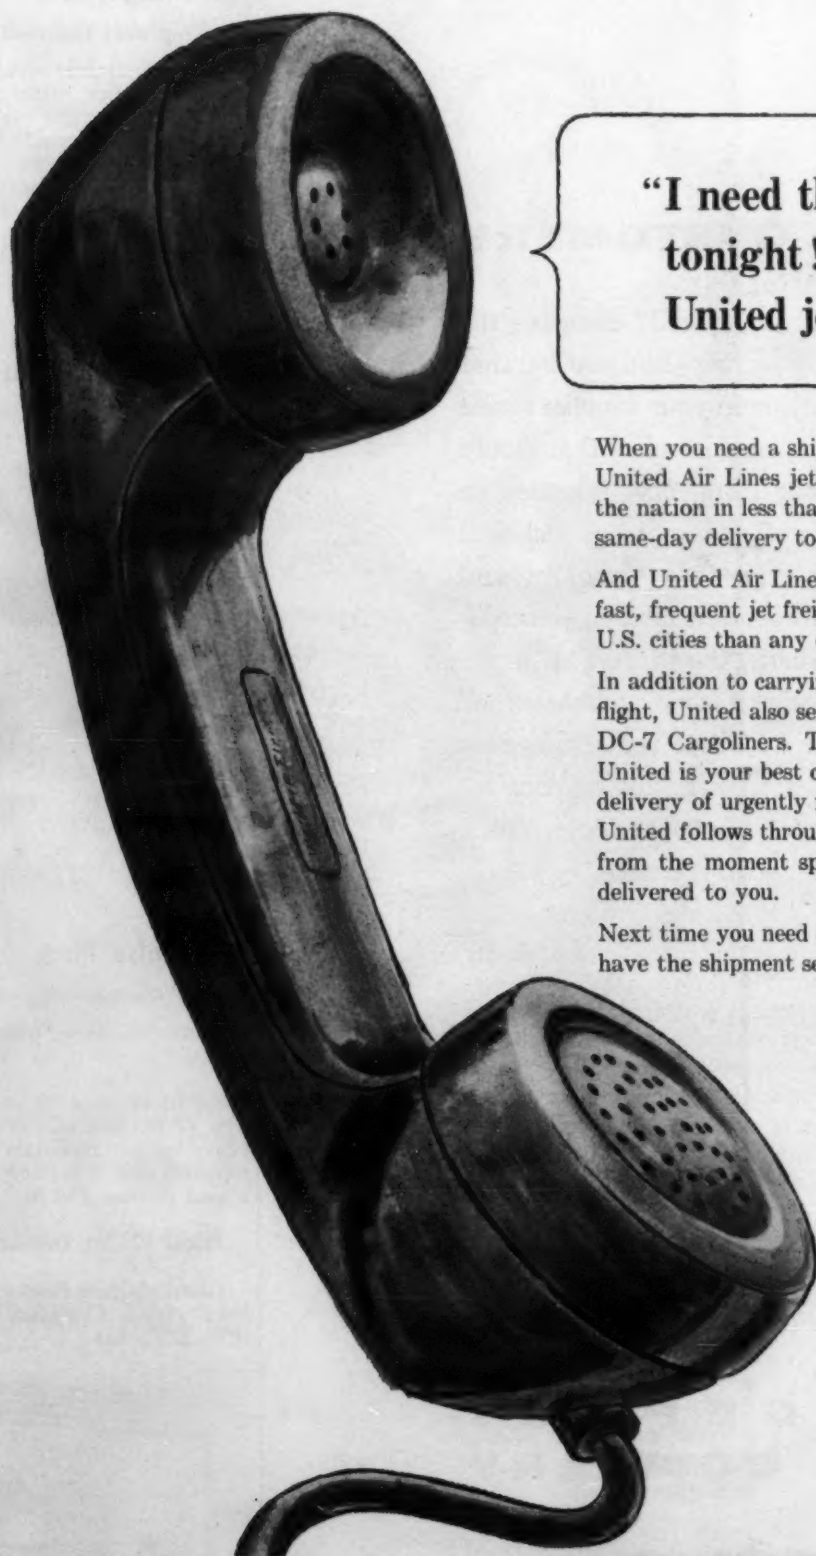 “I need th
tonight!
United je
When you need a shi
United Air Lines jet
the nation in less tha
same-day delivery to
And United Air Line
fast, frequent jet frei
U.S. cities than any
In addition to carryi
flight, United also se
DC-7 Cargoliners. T
United is your best c
delivery of urgently
United follows throu
from the moment sp
delivered to you.
Next time you need
have the shipment se